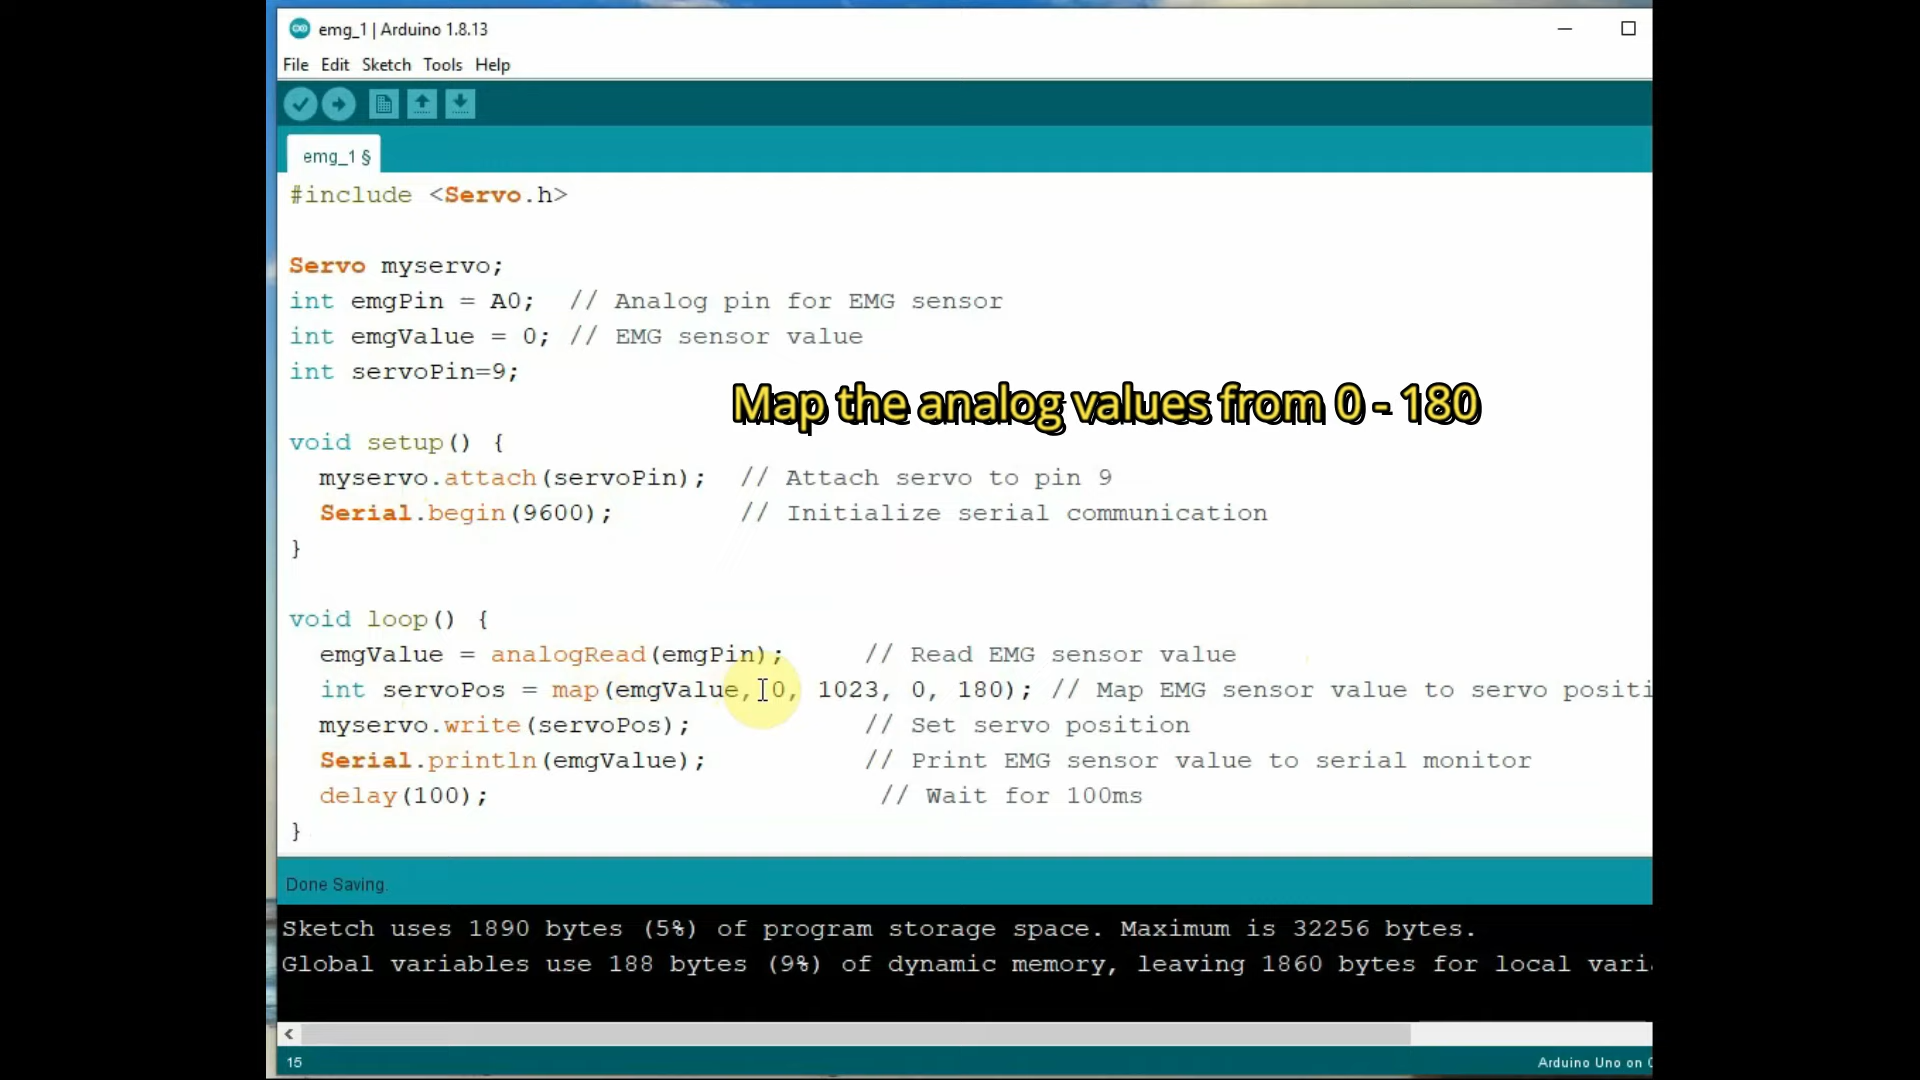 emg_1 | Arduino 1.8.13
File Edit Sketch Tools Help
emg_1 §
#include <Servo.h>
Servo myservo;
int emgPin = A0;  // Analog pin for EMG sensor
int emgValue = 0; // EMG sensor value
int servoPin=9;
Map the analog values from 0 - 180
void setup() {
  myservo.attach(servoPin);  // Attach servo to pin 9
  Serial.begin(9600);        // Initialize serial communication
}
void loop() {
  emgValue = analogRead(emgPin);     // Read EMG sensor value
  int servoPos = map(emgValue, 0, 1023, 0, 180); // Map EMG sensor value to servo positi
  myservo.write(servoPos);           // Set servo position
  Serial.println(emgValue);          // Print EMG sensor value to serial monitor
  delay(100);                         // Wait for 100ms
}
Done Saving.
Sketch uses 1890 bytes (5%) of program storage space. Maximum is 32256 bytes.
Global variables use 188 bytes (9%) of dynamic memory, leaving 1860 bytes for local vari
15
Arduino Uno on